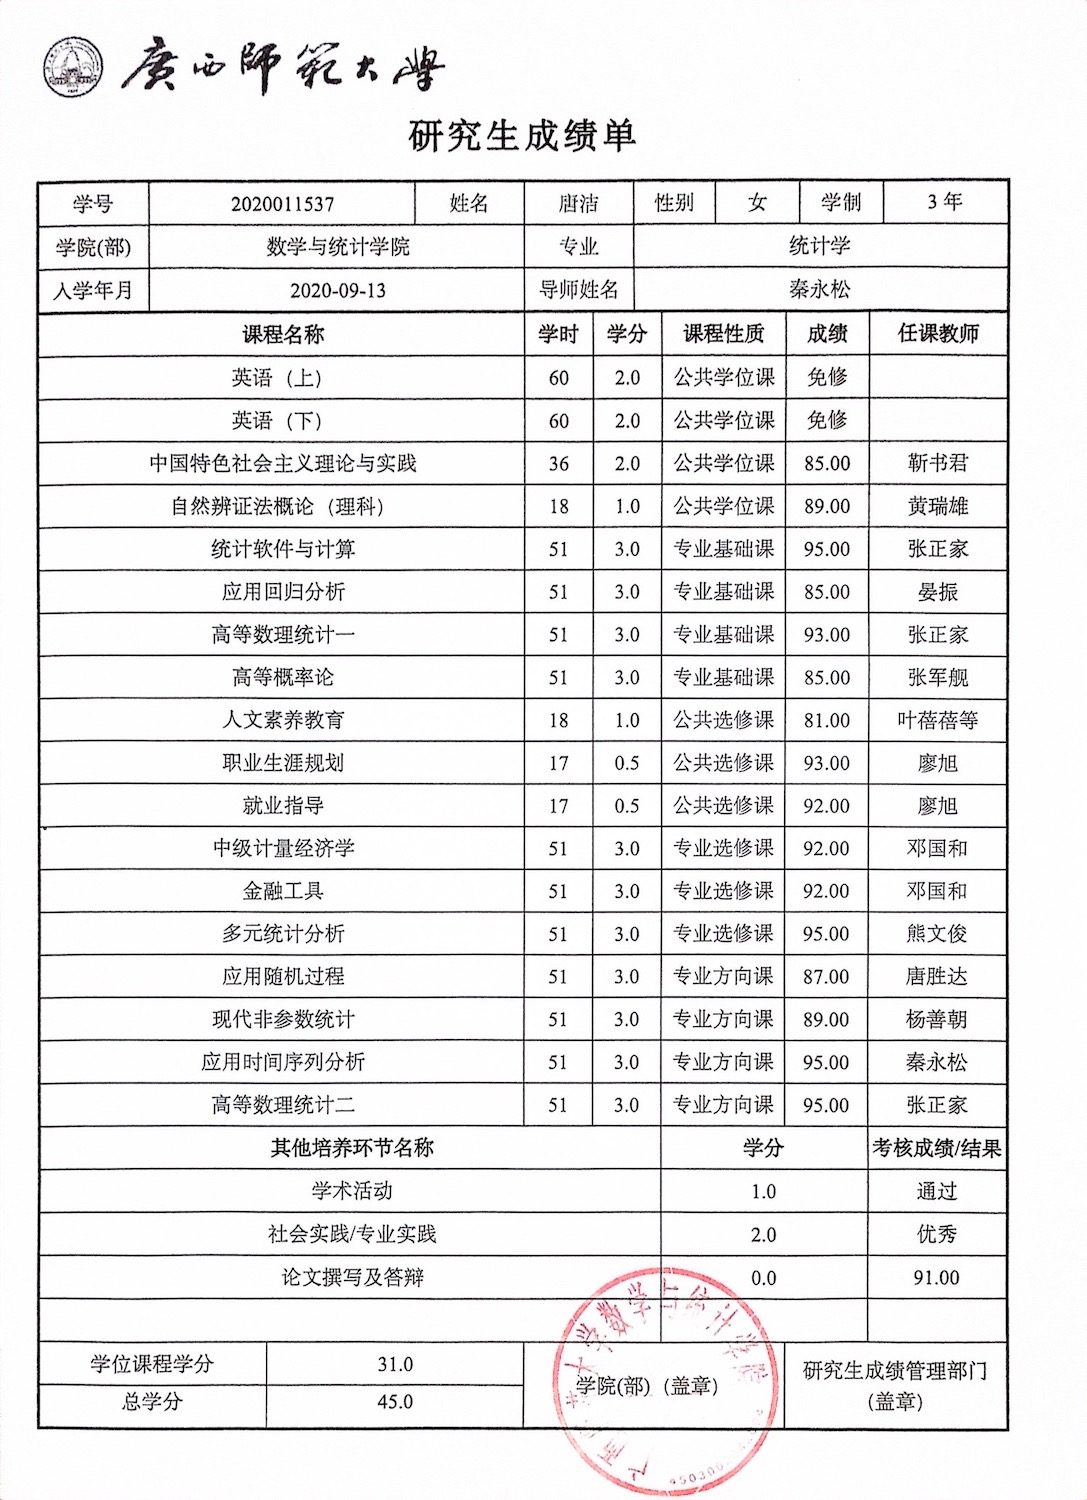 廣西師範大學
研究生成绩单
学号 2020011537 姓名 唐洁 性别 女 学制 3 年
学院(部) 数学与统计学院 专业 统计学
入学年月 2020-09-13 导师姓名 秦永松
课程名称 学时 学分 课程性质 成绩 任课教师
英语（上） 60 2.0 公共学位课 免修
英语（下） 60 2.0 公共学位课 免修
中国特色社会主义理论与实践 36 2.0 公共学位课 85.00 靳书君
自然辨证法概论（理科） 18 1.0 公共学位课 89.00 黄瑞雄
统计软件与计算 51 3.0 专业基础课 95.00 张正家
应用回归分析 51 3.0 专业基础课 85.00 晏振
高等数理统计一 51 3.0 专业基础课 93.00 张正家
高等概率论 51 3.0 专业基础课 85.00 张军舰
人文素养教育 18 1.0 公共选修课 81.00 叶蓓蓓等
职业生涯规划 17 0.5 公共选修课 93.00 廖旭
就业指导 17 0.5 公共选修课 92.00 廖旭
中级计量经济学 51 3.0 专业选修课 92.00 邓国和
金融工具 51 3.0 专业选修课 92.00 邓国和
多元统计分析 51 3.0 专业选修课 95.00 熊文俊
应用随机过程 51 3.0 专业方向课 87.00 唐胜达
现代非参数统计 51 3.0 专业方向课 89.00 杨善朝
应用时间序列分析 51 3.0 专业方向课 95.00 秦永松
高等数理统计二 51 3.0 专业方向课 95.00 张正家
其他培养环节名称 学分 考核成绩/结果
学术活动 1.0 通过
社会实践/专业实践 2.0 优秀
论文撰写及答辩 0.0 91.00
学位课程学分 31.0 学院(部)（盖章） 研究生成绩管理部门
总学分 45.0 （盖章）